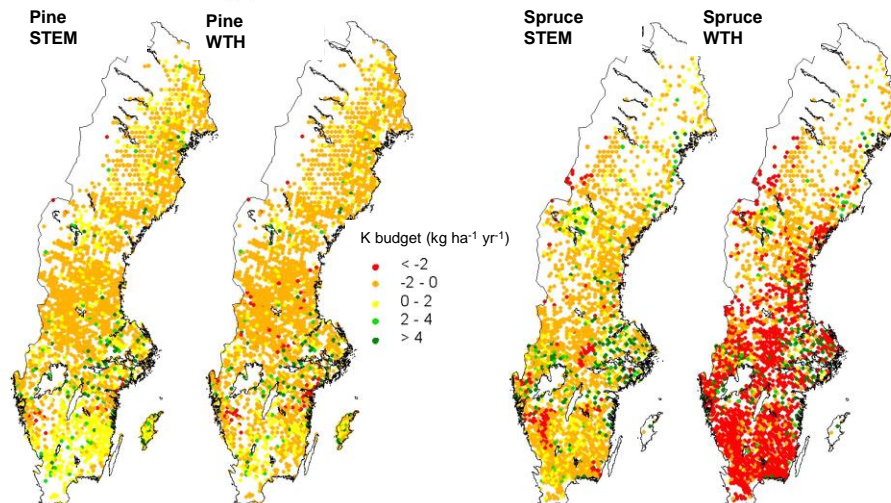 Pine
STEM
Pine
WTH
Spruce
STEM
Spruce
WTH
K budget (kg ha⁻¹ yr⁻¹)
< -2
-2 - 0
0 - 2
2 - 4
> 4